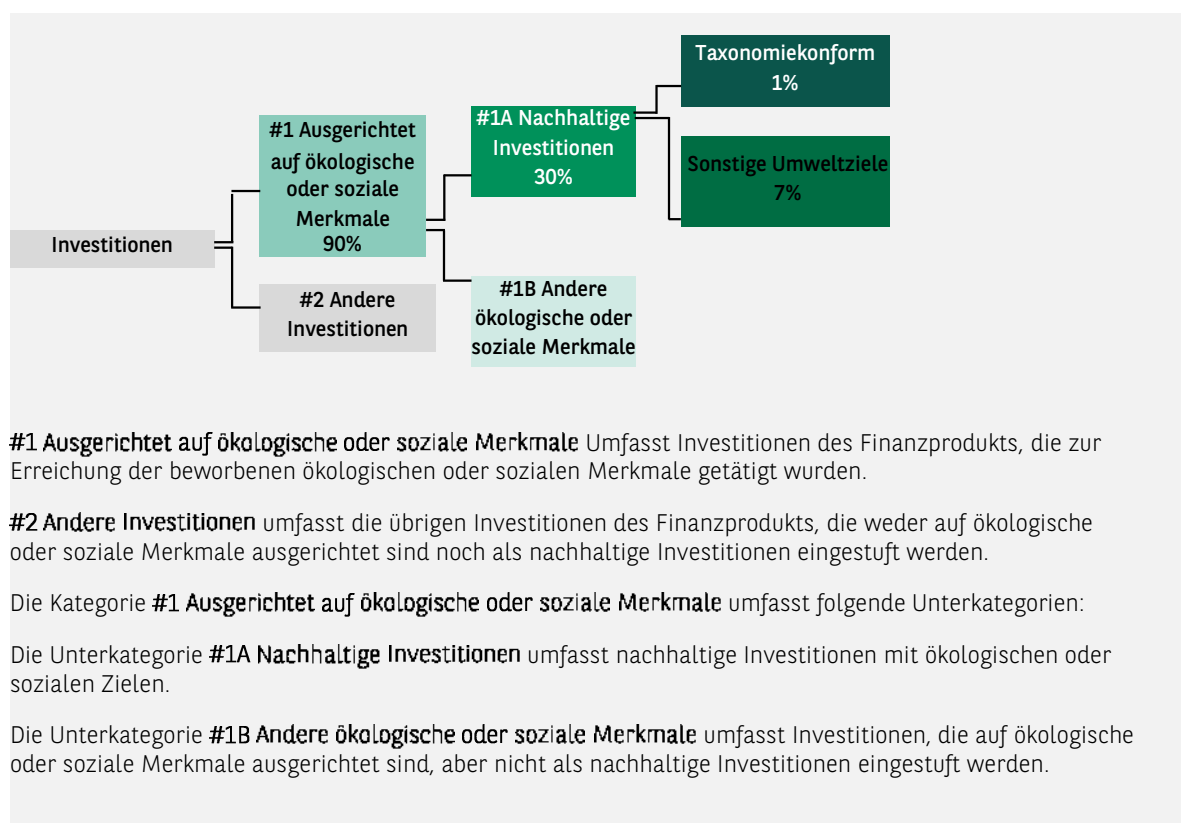 Taxonomiekonform
1%
#1A Nachhaltige
Investitionen
30%
#1 Ausgerichtet
auf ökologische
oder soziale
Merkmale
90%
Sonstige Umweltziele
7%
Investitionen
#2 Andere
Investitionen
#1B Andere
ökologische oder
soziale Merkmale
#1 Ausgerichtet auf ökologische oder soziale Merkmale Umfasst Investitionen des Finanzprodukts, die zur
Erreichung der beworbenen ökologischen oder sozialen Merkmale getätigt wurden.
#2 Andere Investitionen umfasst die übrigen Investitionen des Finanzprodukts, die weder auf ökologische
oder soziale Merkmale ausgerichtet sind noch als nachhaltige Investitionen eingestuft werden.
Die Kategorie #1 Ausgerichtet auf ökologische oder soziale Merkmale umfasst folgende Unterkategorien:
Die Unterkategorie #1A Nachhaltige Investitionen umfasst nachhaltige Investitionen mit ökologischen oder
sozialen Zielen.
Die Unterkategorie #1B Andere ökologische oder soziale Merkmale umfasst Investitionen, die auf ökologische
oder soziale Merkmale ausgerichtet sind, aber nicht als nachhaltige Investitionen eingestuft werden.